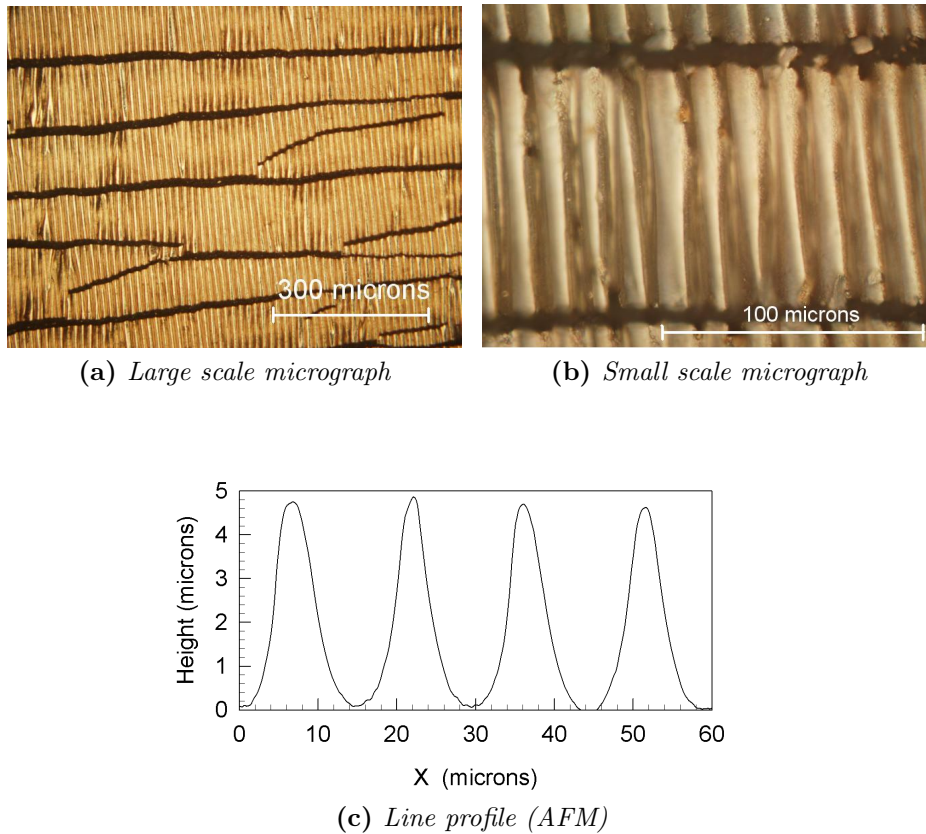 300 microns
100 microns
(a) Large scale micrograph
(b) Small scale micrograph
5
4
3
2
1
0
Height (microns)
0 10 20 30 40 50 60
X (microns)
(c) Line profile (AFM)